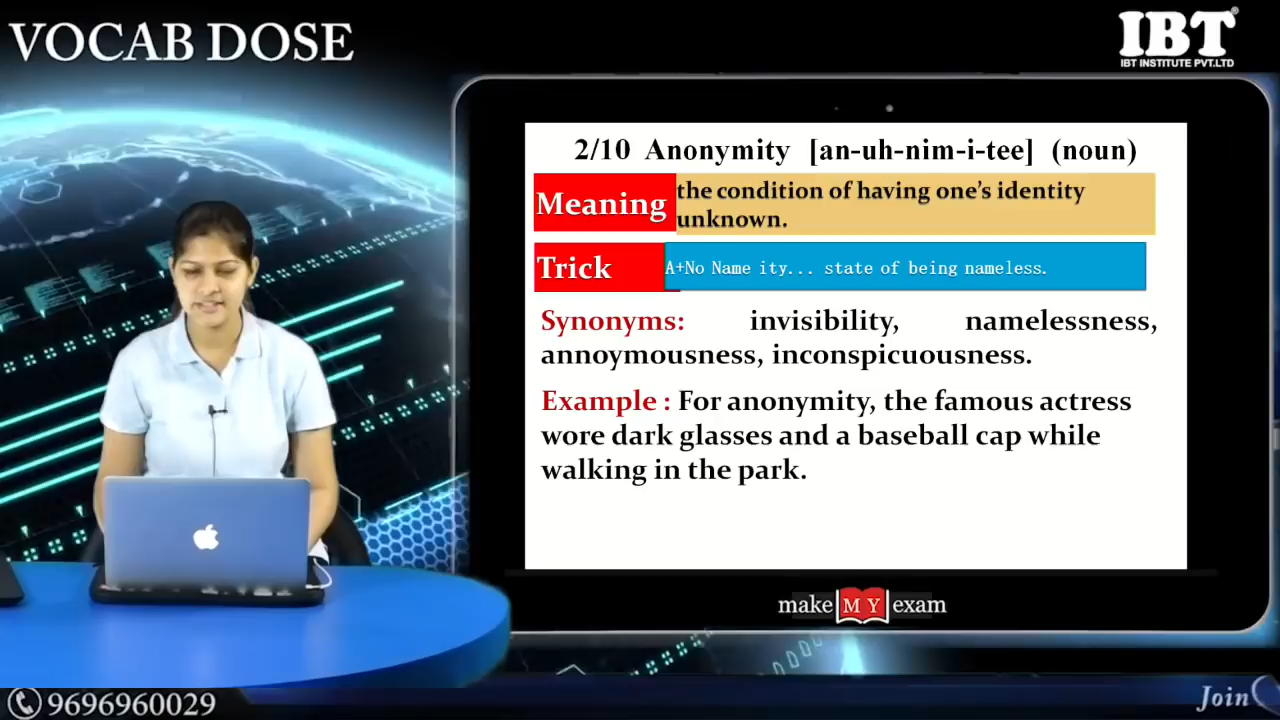 VOCAB DOSE
IBT®
IBT INSTITUTE PVT.LTD
2/10 Anonymity [an-uh-nim-i-tee] (noun)
Meaning
the condition of having one's identity
unknown.
Trick
A+No Name ity... state of being nameless.
Synonyms: invisibility, namelessness,
annoymousness, inconspicuousness.
Example : For anonymity, the famous actress
wore dark glasses and a baseball cap while
walking in the park.
make MY exam
9696960029
Join